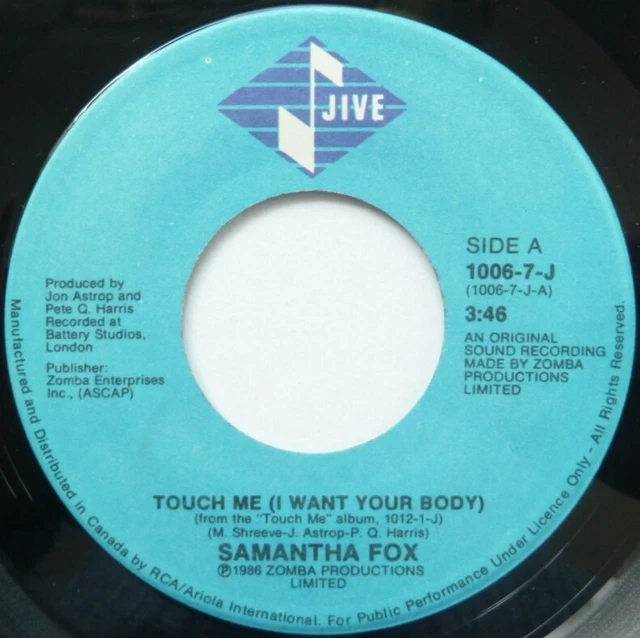 JIVE
SIDE A
1006-7-J
(1006-7-J-A)
3:46
AN ORIGINAL
SOUND RECORDING
MADE BY ZOMBA
PRODUCTIONS
LIMITED
Produced by
Jon Astrop and
Pete Q. Harris
Recorded at
Battery Studios,
London
Publisher:
Zomba Enterprises
Inc., (ASCAP)
TOUCH ME (I WANT YOUR BODY)
(from the "Touch Me" album, 1012-1-J)
(M. Shreeve-J. Astrop-P. Q. Harris)
SAMANTHA FOX
℗1986 ZOMBA PRODUCTIONS
LIMITED
Manufactured and Distributed in Canada by RCA/Ariola International. For Public Performance Under Licence Only - All Rights Reserved.